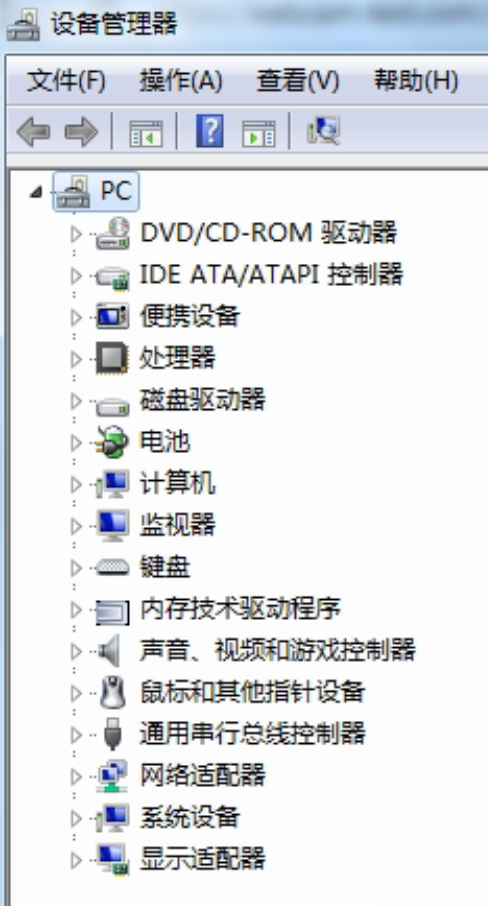 设备管理器
文件(F) 操作(A) 查看(V) 帮助(H)
PC
DVD/CD-ROM 驱动器
IDE ATA/ATAPI 控制器
便携设备
处理器
磁盘驱动器
电池
计算机
监视器
键盘
内存技术驱动程序
声音、视频和游戏控制器
鼠标和其他指针设备
通用串行总线控制器
网络适配器
系统设备
显示适配器